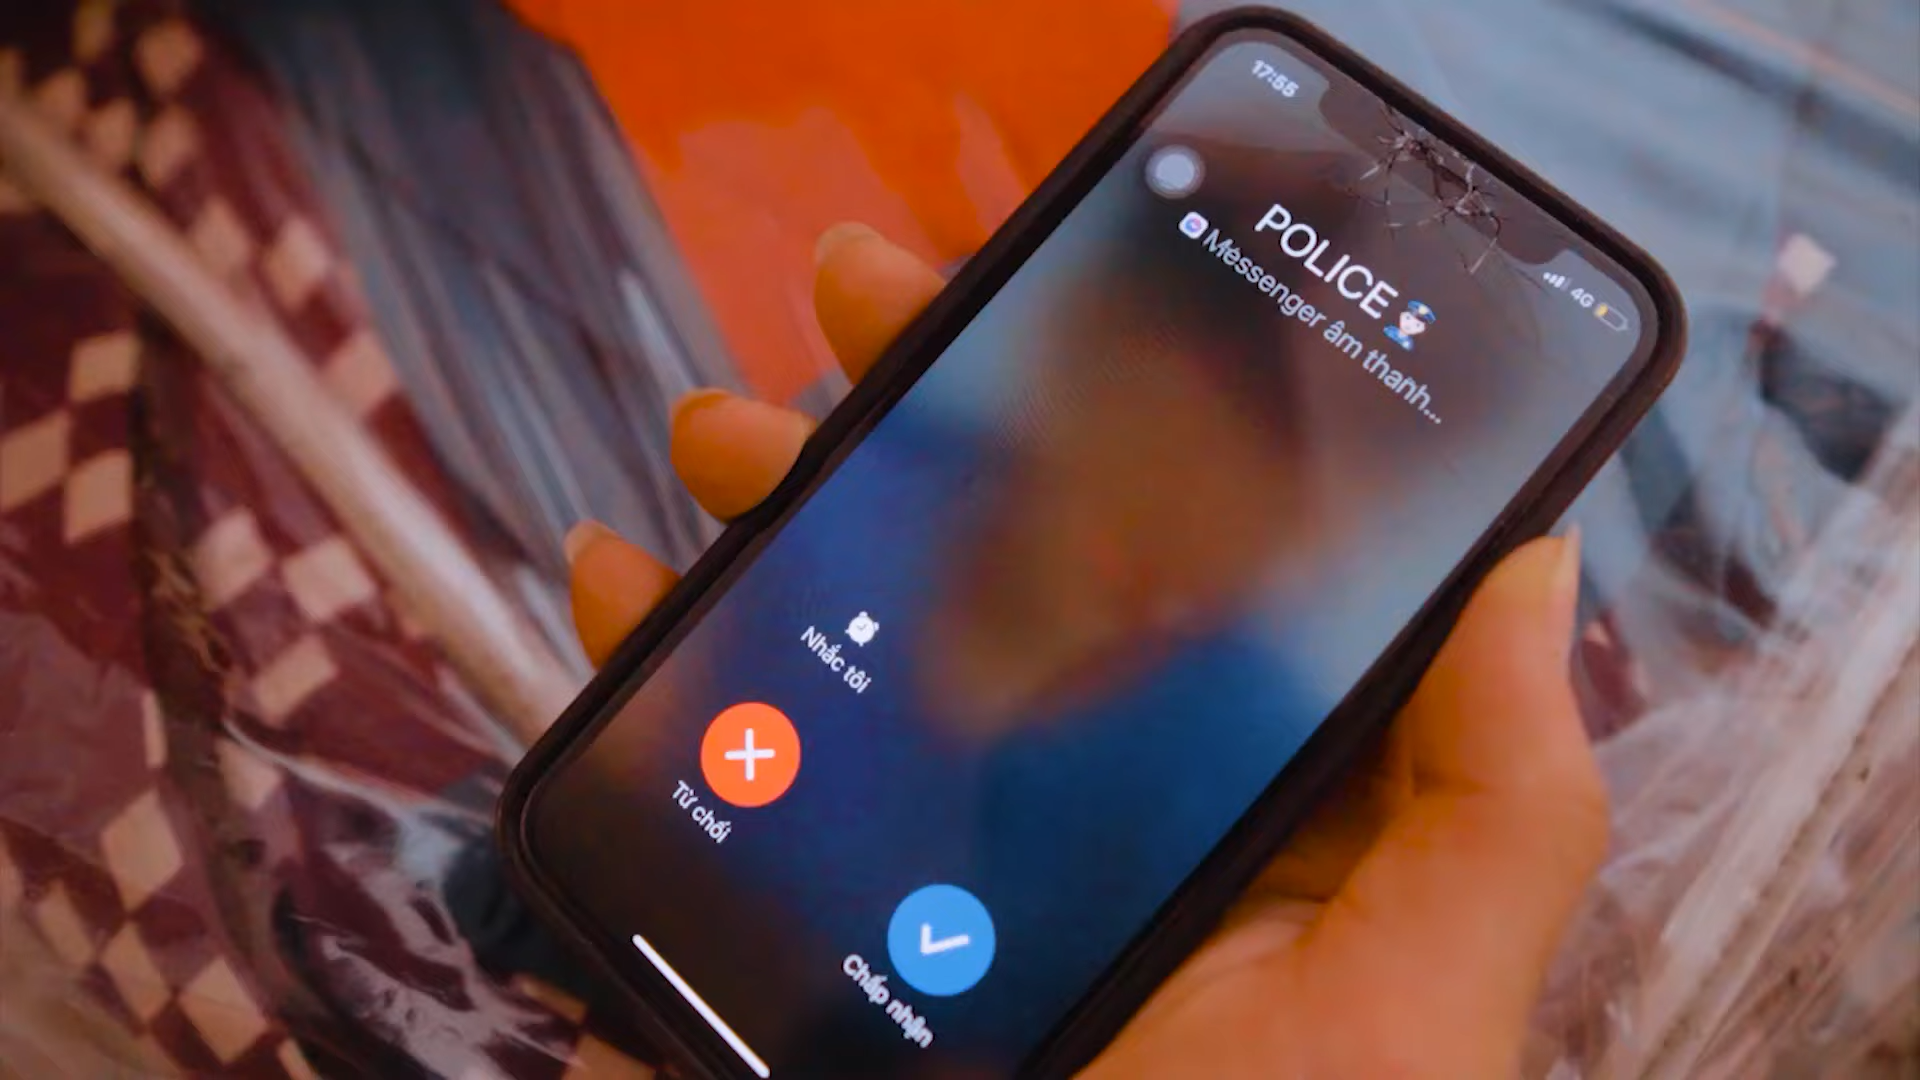 17:55
4G
POLICE👮🏻
Messenger âm thanh...
Nhắc tôi
Từ chối
Chấp nhận